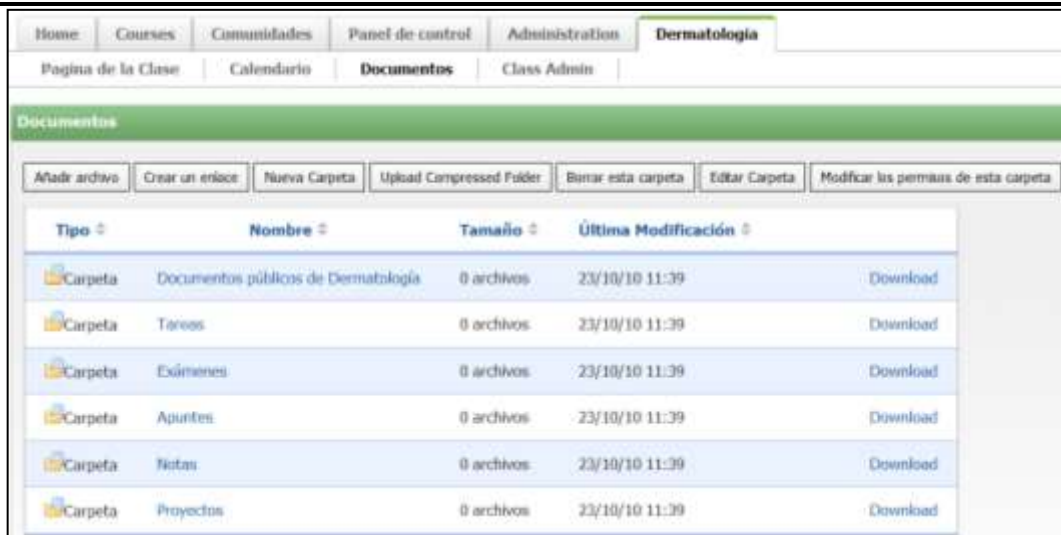 Home Courses Comunidades Panel de control Administration Dermatología
Pagina de la Clase Calendario Documentos Class Admin
Documentos
Añadir archivo Crear un enlace Nueva Carpeta Upload Compressed Folder Borrar esta carpeta Editar Carpeta Modificar los permisos de esta carpeta
Tipo Nombre Tamaño Última Modificación
Carpeta Documentos públicos de Dermatología 0 archivos 23/10/10 11:39 Download
Carpeta Tareas 0 archivos 23/10/10 11:39 Download
Carpeta Exámenes 0 archivos 23/10/10 11:39 Download
Carpeta Apuntes 0 archivos 23/10/10 11:39 Download
Carpeta Notas 0 archivos 23/10/10 11:39 Download
Carpeta Proyectos 0 archivos 23/10/10 11:39 Download